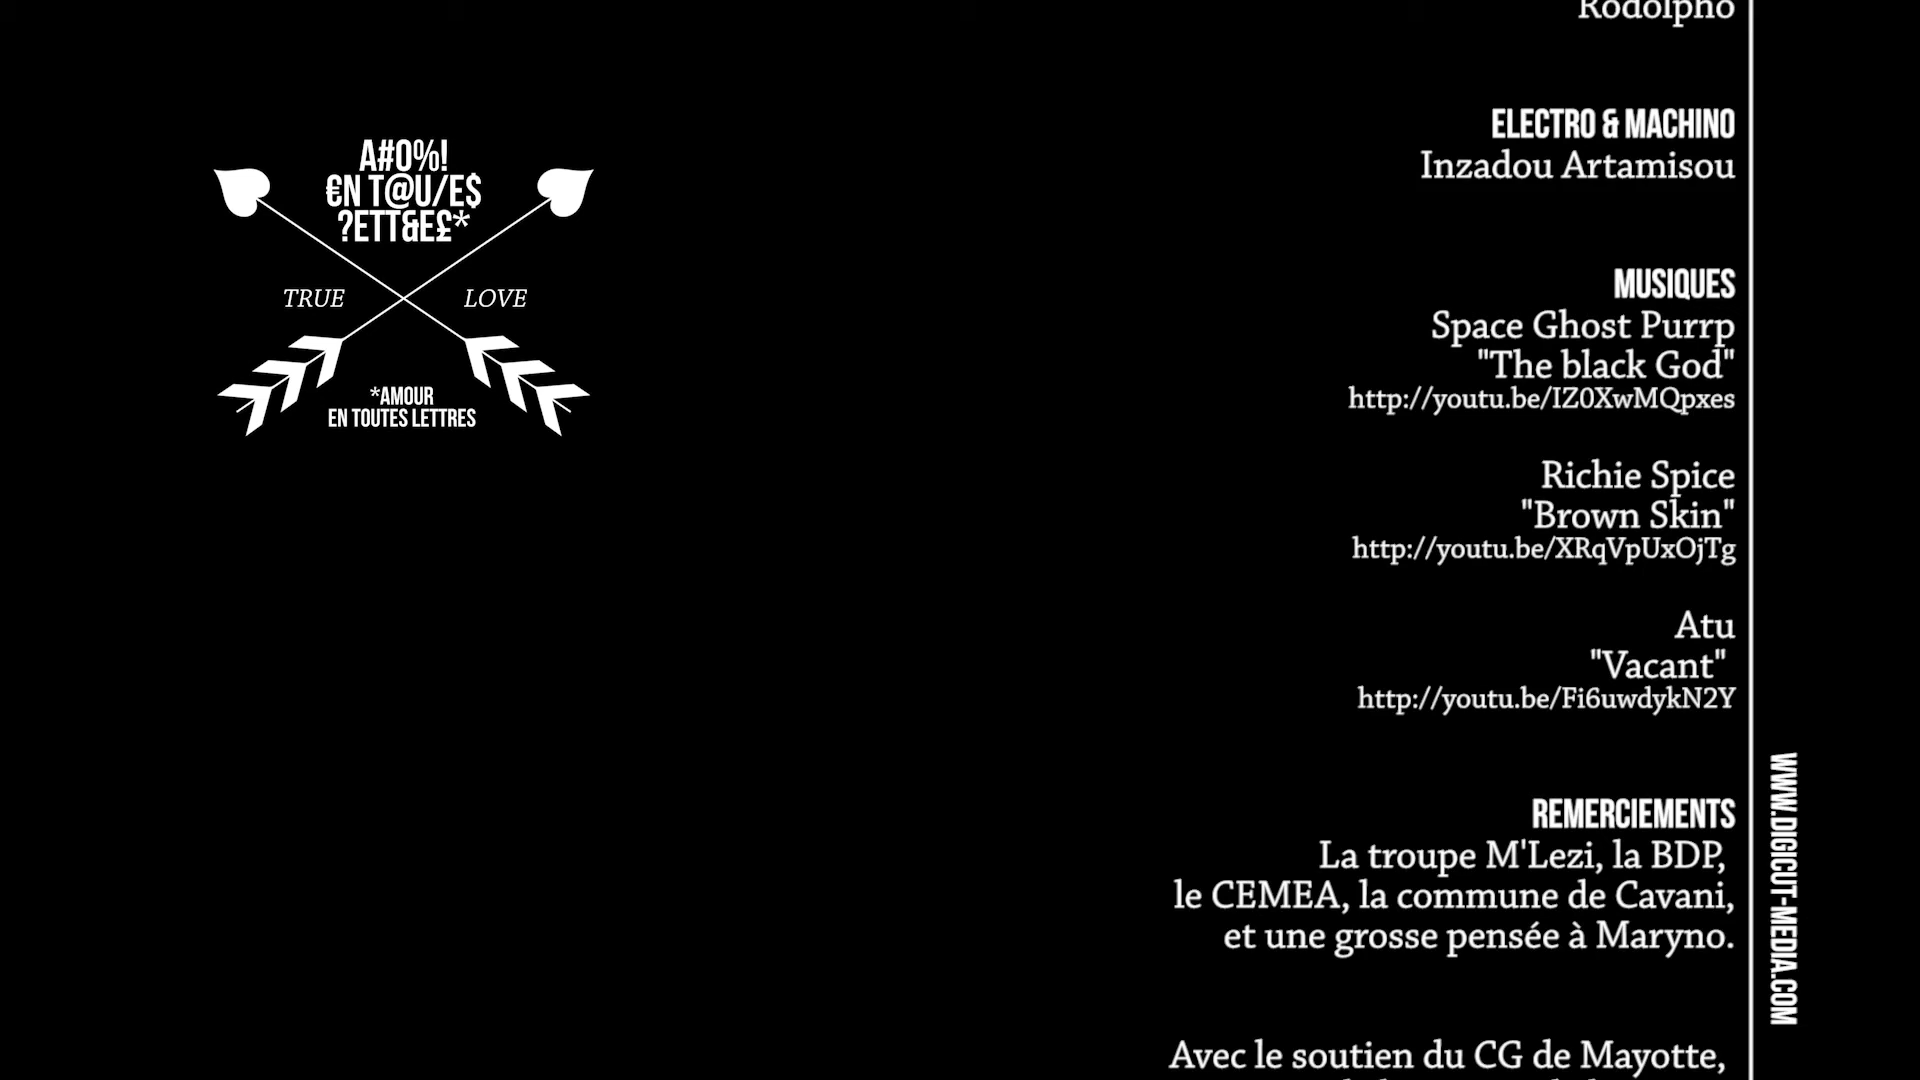 A#O%!
€N T@U/E$
?ETT&E£*
TRUE LOVE
*AMOUR
EN TOUTES LETTRES
Rodolpho
ELECTRO & MACHINO
Inzadou Artamisou
MUSIQUES
Space Ghost Purrp
"The black God"
http://youtu.be/IZ0XwMQpxes
Richie Spice
"Brown Skin"
http://youtu.be/XRqVpUxOjTg
Atu
"Vacant"
http://youtu.be/Fi6uwdykN2Y
REMERCIEMENTS
La troupe M'Lezi, la BDP,
le CEMEA, la commune de Cavani,
et une grosse pensée à Maryno.
Avec le soutien du CG de Mayotte,
WWW.DIGICUT-MEDIA.COM